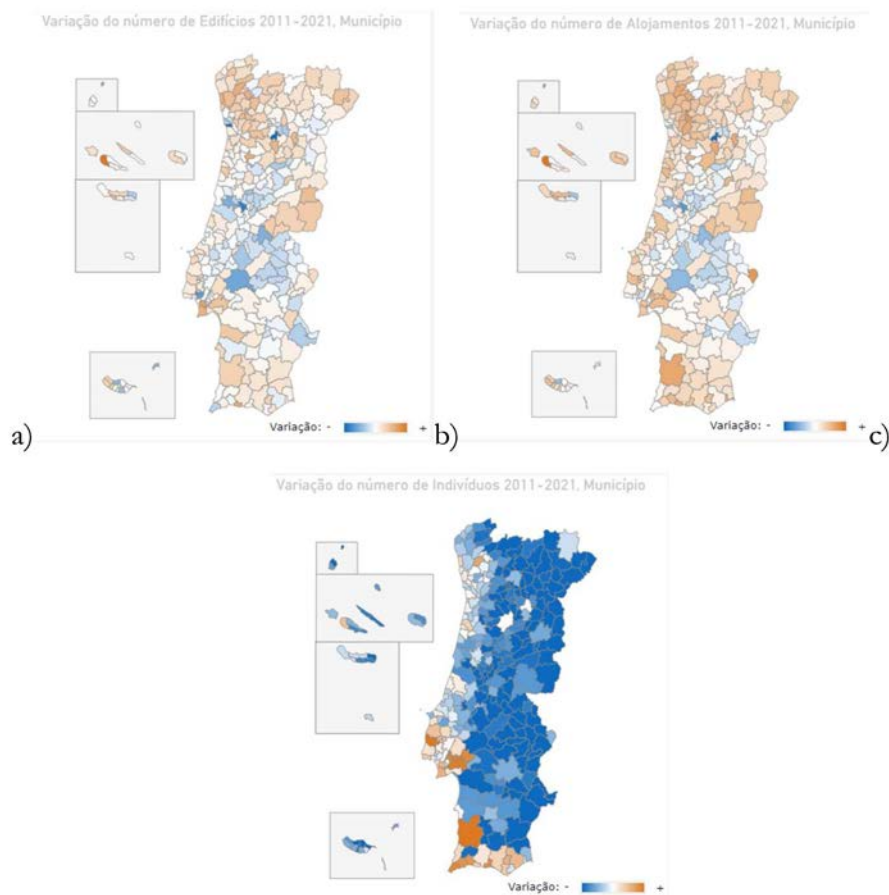 Variação do número de Edifícios 2011-2021, Município
Variação do número de Alojamentos 2011-2021, Município
Variação: - +
Variação: - +
a) b) c)
Variação do número de Indivíduos 2011-2021, Município
Variação: - +